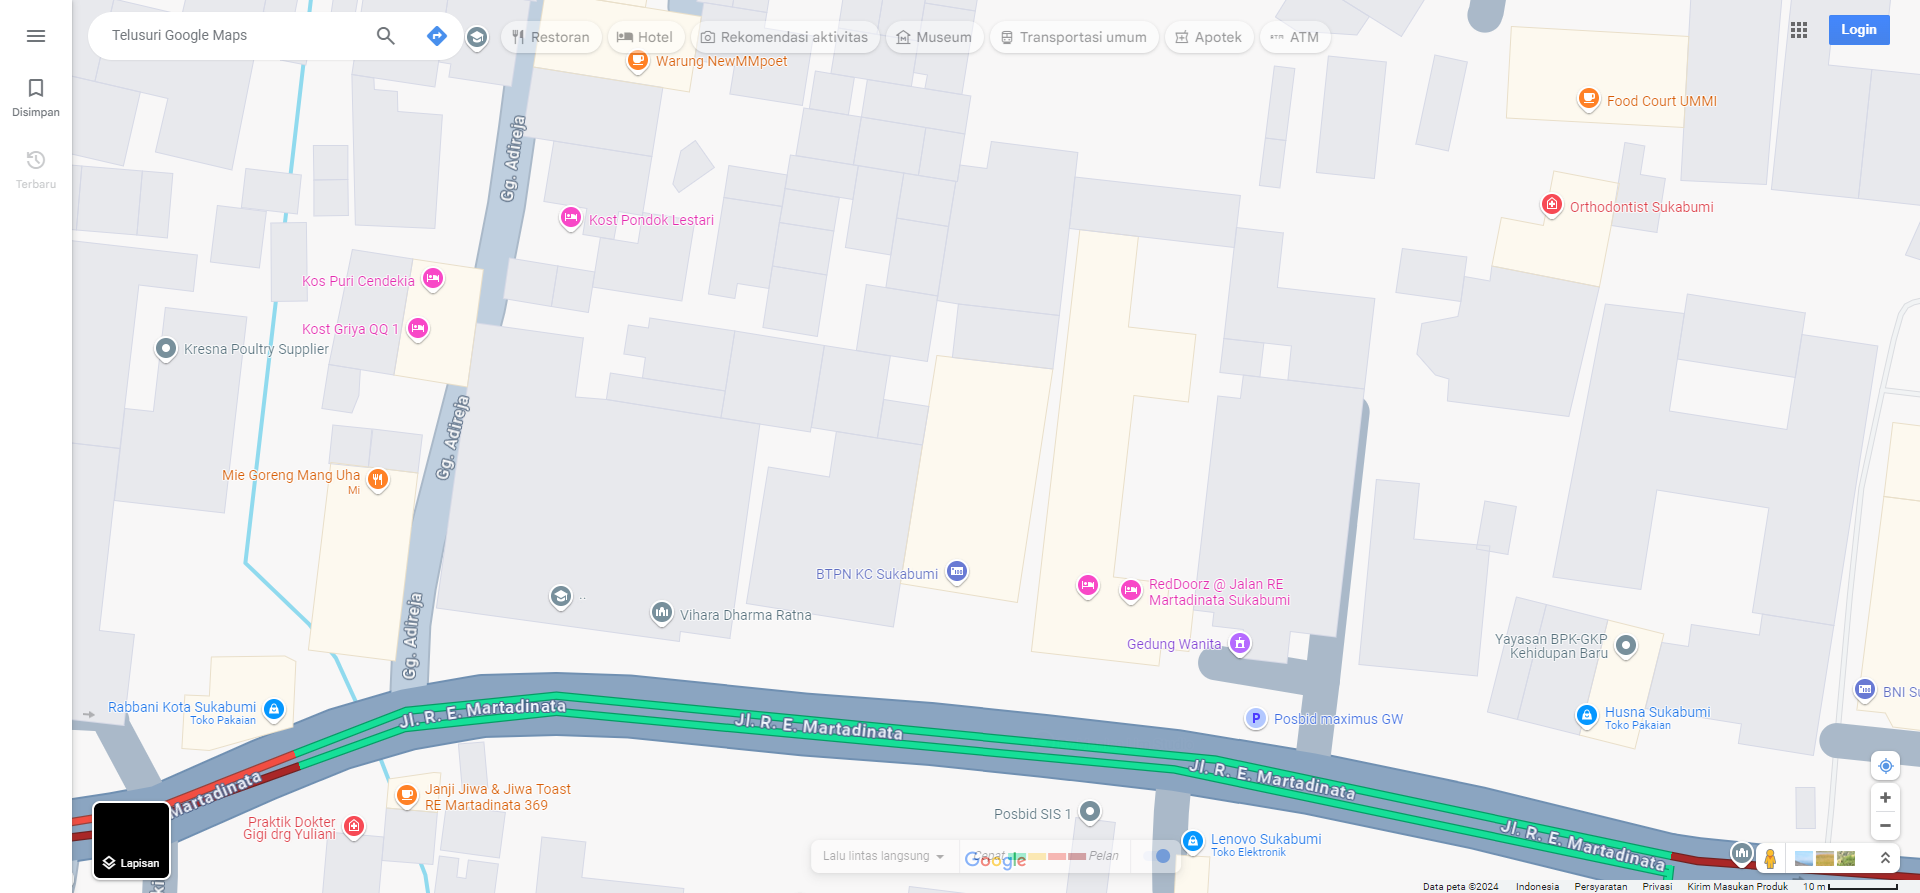 Telusuri Google Maps
Restoran
Hotel
Rekomendasi aktivitas
Museum
Transportasi umum
Apotek
ATM
Login
Disimpan
Terbaru
Warung NewMMpoet
Food Court UMMI
Gg. Adireja
Kost Pondok Lestari
Orthodontist Sukabumi
Kos Puri Cendekia
Kost Griya QQ 1
Kresna Poultry Supplier
Gg. Adireja
Mie Goreng Mang Uha
Mi
BTPN KC Sukabumi
RedDoorz @ Jalan RE
Martadinata Sukabumi
..
Vihara Dharma Ratna
Gg. Adireja
Gedung Wanita
Yayasan BPK-GKP
Kehidupan Baru
BNI Su
Rabbani Kota Sukabumi
Toko Pakaian
Jl. R. E. Martadinata
Jl. R. E. Martadinata
P
Posbid maximus GW
Husna Sukabumi
Toko Pakaian
Jl. R. E. Martadinata
Martadinata
Janji Jiwa & Jiwa Toast
RE Martadinata 369
Posbid SIS 1
Praktik Dokter
Gigi drg Yuliani
Lenovo Sukabumi
Toko Elektronik
Jl. R. E. Martadinata
Lapisan
Lalu lintas langsung
Cepat
Pelan
Google
Data peta ©2024
Indonesia
Persyaratan
Privasi
Kirim Masukan Produk
10 m